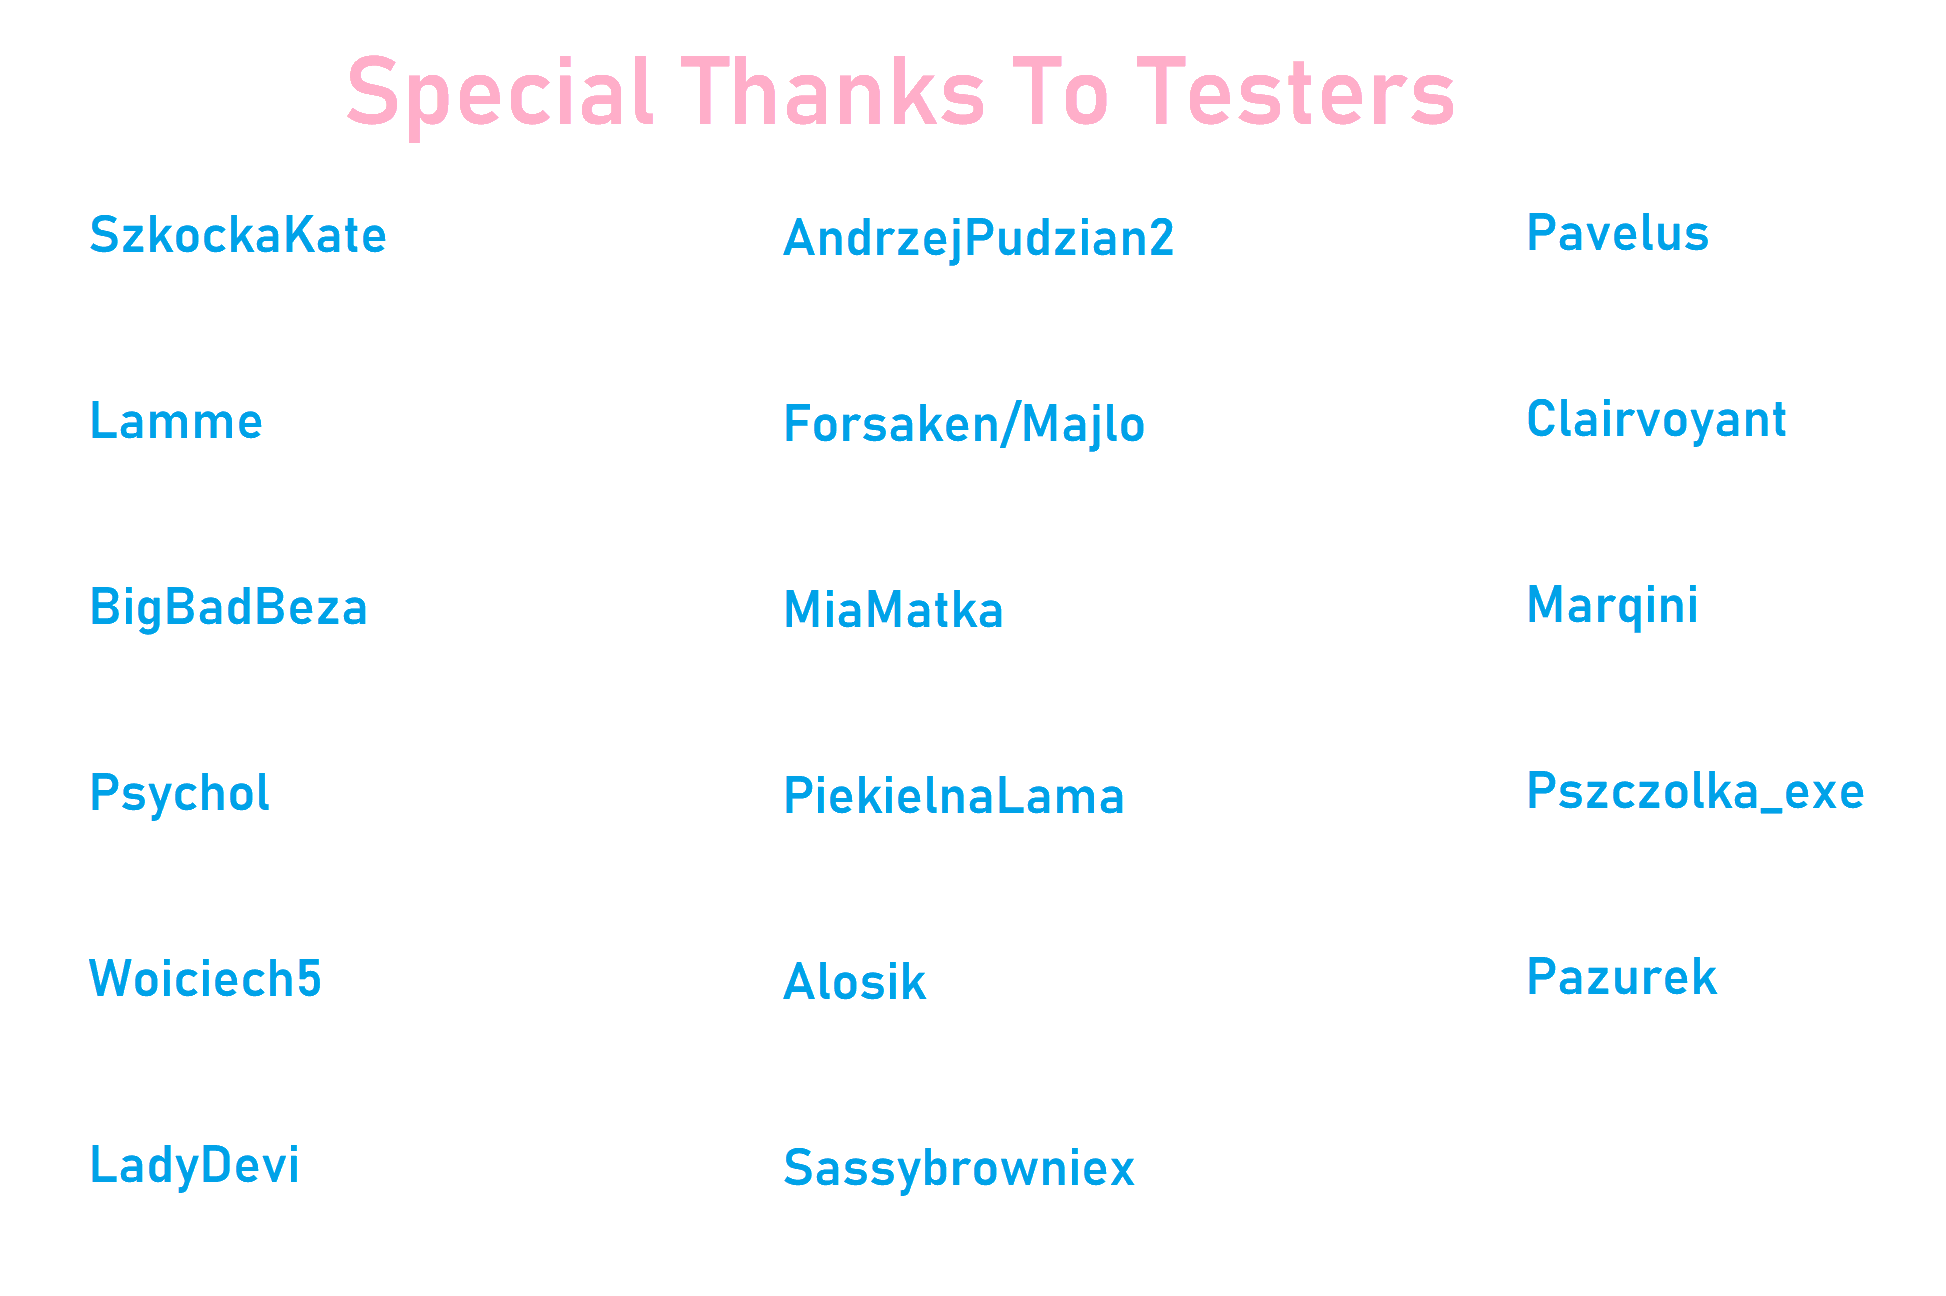 Special Thanks To Testers
SzkockaKate
AndrzejPudzian2
Pavelus
Lamme
Forsaken/Majlo
Clairvoyant
BigBadBeza
MiaMatka
Marqini
Psychol
PiekielnaLama
Pszczolka_exe
Woiciech5
Alosik
Pazurek
LadyDevi
Sassybrowniex